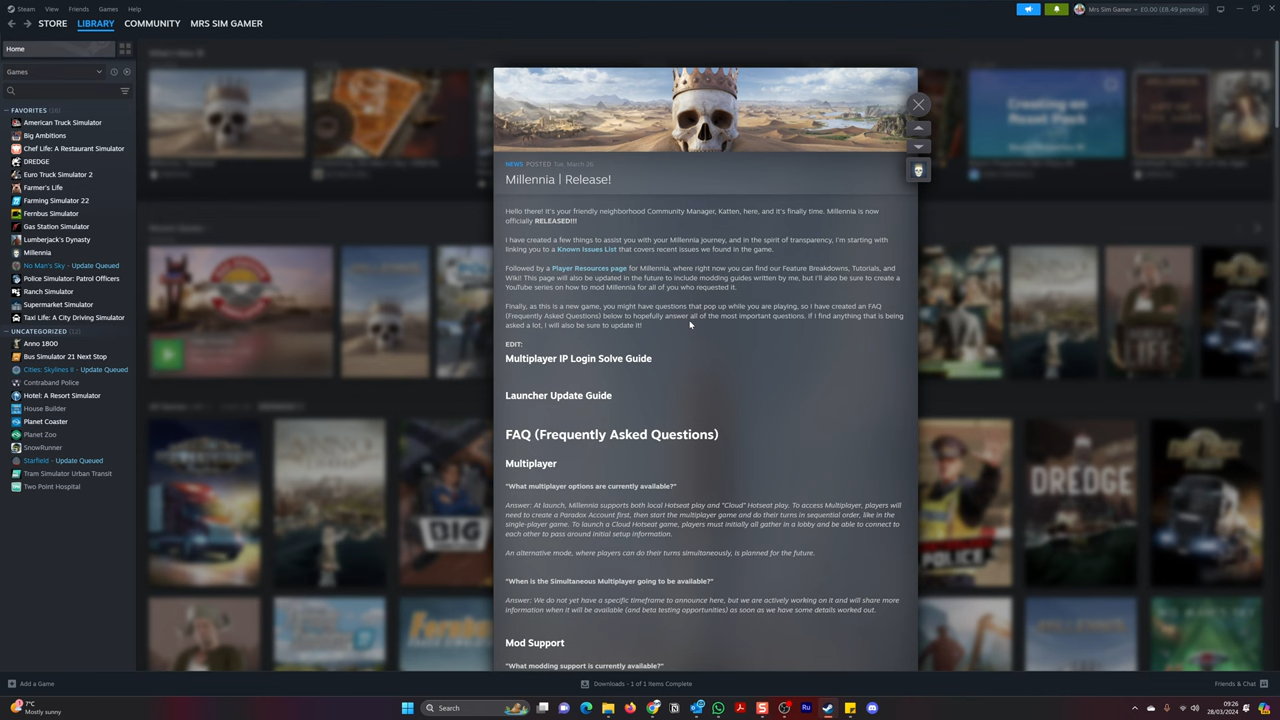 Steam View Friends Games Help
Mrs Sim Gamer £0.00 (£8.49 pending)
STORE LIBRARY COMMUNITY MRS SIM GAMER
Home
Games
FAVORITES
American Truck Simulator
Big Ambitions
Chef Life: A Restaurant Simulator
DREDGE
Euro Truck Simulator 2
Farmer's Life
Farming Simulator 22
Fernbus Simulator
Gas Station Simulator
Lumberjack's Dynasty
Millennia
No Man's Sky - Update Queued
Police Simulator: Patrol Officers
Ranch Simulator
Supermarket Simulator
Taxi Life: A City Driving Simulator
UNCATEGORIZED (12)
Anno 1800
Bus Simulator 21 Next Stop
Cities: Skylines II - Update Queued
Contraband Police
Hotel: A Resort Simulator
House Builder
Planet Coaster
Planet Zoo
SnowRunner
Starfield - Update Queued
Tram Simulator Urban Transit
Two Point Hospital
NEWS POSTED Tue, March 26
Millennia | Release!
Hello there! It's your friendly neighborhood Community Manager, Katten, here, and it's finally time. Millennia is now
officially RELEASED!!!
I have created a few things to assist you with your Millennia journey, and in the spirit of transparency, I'm starting with
linking you to a Known Issues List that covers recent issues we found in the game.
Followed by a Player Resources page for Millennia, where right now you can find our Feature Breakdowns, Tutorials, and
Wiki! This page will also be updated in the future to include modding guides written by me, but I'll also be sure to create a
YouTube series on how to mod Millennia for all of you who requested it.
Finally, as this is a new game, you might have questions that pop up while you are playing, so I have created an FAQ
(Frequently Asked Questions) below to hopefully answer all of the most important questions. If I find anything that is being
asked a lot, I will also be sure to update it!
EDIT:
Multiplayer IP Login Solve Guide
Launcher Update Guide
FAQ (Frequently Asked Questions)
Multiplayer
"What multiplayer options are currently available?"
Answer: At launch, Millennia supports both local Hotseat play and "Cloud" Hotseat play. To access Multiplayer, players will
need to create a Paradox Account first, then start the multiplayer game and do their turns in sequential order, like in the
single-player game. To launch a Cloud Hotseat game, players must initially all gather in a lobby and be able to connect to
each other to pass around initial setup information.
An alternative mode, where players can do their turns simultaneously, is planned for the future.
"When is the Simultaneous Multiplayer going to be available?"
Answer: We do not yet have a specific timeframe to announce here, but we are actively working on it and will share more
information when it will be available (and beta testing opportunities) as soon as we have some details worked out.
Mod Support
"What modding support is currently available?"
Creating an
BIG
DREDGE
POLICE
Add a Game
Downloads - 1 of 1 Items Complete
Friends & Chat
7°C
Mostly sunny
Search
09:26
28/03/2024